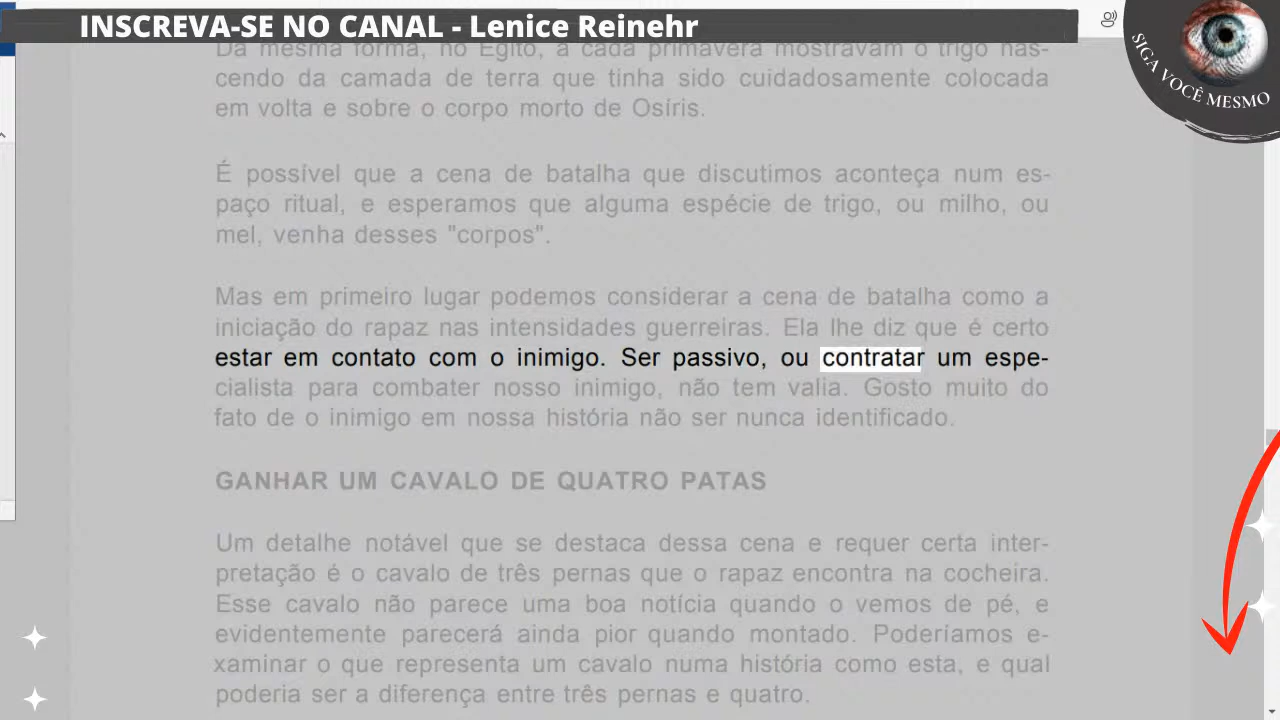 INSCREVA-SE NO CANAL - Lenice Reinehr
SIGA VOCÊ MESMO
Da mesma forma, no Egito, a cada primavera mostravam o trigo nas-
cendo da camada de terra que tinha sido cuidadosamente colocada
em volta e sobre o corpo morto de Osíris.
É possível que a cena de batalha que discutimos aconteça num es-
paço ritual, e esperamos que alguma espécie de trigo, ou milho, ou
mel, venha desses "corpos".
Mas em primeiro lugar podemos considerar a cena de batalha como a
iniciação do rapaz nas intensidades guerreiras. Ela lhe diz que é certo
estar em contato com o inimigo. Ser passivo, ou contratar um espe-
cialista para combater nosso inimigo, não tem valia. Gosto muito do
fato de o inimigo em nossa história não ser nunca identificado.
GANHAR UM CAVALO DE QUATRO PATAS
Um detalhe notável que se destaca dessa cena e requer certa inter-
pretação é o cavalo de três pernas que o rapaz encontra na cocheira.
Esse cavalo não parece uma boa notícia quando o vemos de pé, e
evidentemente parecerá ainda pior quando montado. Poderíamos e-
xaminar o que representa um cavalo numa história como esta, e qual
poderia ser a diferença entre três pernas e quatro.